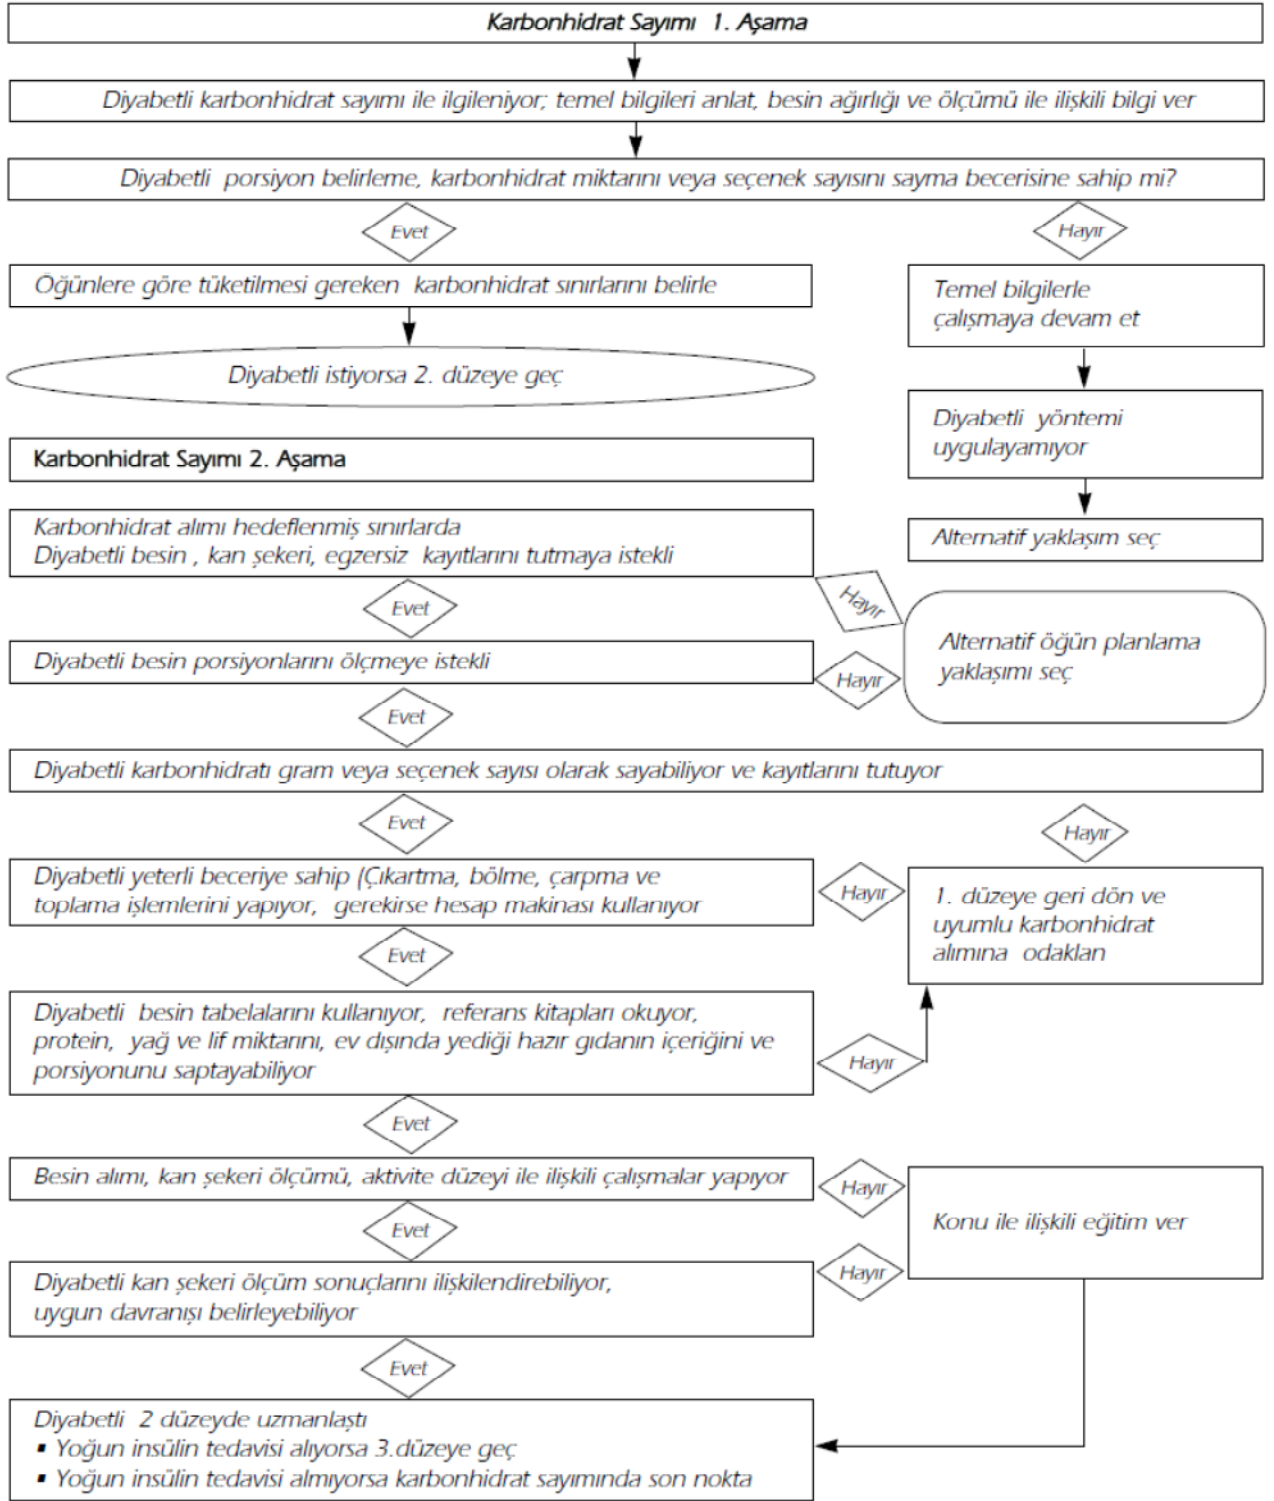 Karbonhidrat Sayımı 1. Aşama
Diyabetli karbonhidrat sayımı ile ilgileniyor; temel bilgileri anlat, besin ağırlığı ve ölçümü ile ilişkili bilgi ver
Diyabetli porsiyon belirleme, karbonhidrat miktarını veya seçenek sayısını sayma becerisine sahip mi?
Evet
Hayır
Öğünlere göre tüketilmesi gereken karbonhidrat sınırlarını belirle
Temel bilgilerle
çalışmaya devam et
Diyabetli istiyorsa 2. düzeye geç
Diyabetli yöntemi
uygulayamıyor
Alternatif yaklaşım seç
Karbonhidrat Sayımı 2. Aşama
Karbonhidrat alımı hedeflenmiş sınırlarda
Diyabetli besin , kan şekeri, egzersiz kayıtlarını tutmaya istekli
Evet
Hayır
Alternatif öğün planlama
yaklaşımı seç
Diyabetli besin porsiyonlarını ölçmeye istekli
Hayır
Evet
Diyabetli karbonhidratı gram veya seçenek sayısı olarak sayabiliyor ve kayıtlarını tutuyor
Evet
Hayır
Diyabetli yeterli beceriye sahip (Çıkartma, bölme, çarpma ve
toplama işlemlerini yapıyor, gerekirse hesap makinası kullanıyor
Hayır
1. düzeye geri dön ve
uyumlu karbonhidrat
alımına odaklan
Evet
Diyabetli besin tabelalarını kullanıyor, referans kitapları okuyor,
protein, yağ ve lif miktarını, ev dışında yediği hazır gıdanın içeriğini ve
porsiyonunu saptayabiliyor
Hayır
Evet
Besin alımı, kan şekeri ölçümü, aktivite düzeyi ile ilişkili çalışmalar yapıyor
Hayır
Konu ile ilişkili eğitim ver
Evet
Diyabetli kan şekeri ölçüm sonuçlarını ilişkilendirebiliyor,
uygun davranışı belirleyebiliyor
Hayır
Evet
Diyabetli 2 düzeyde uzmanlaştı
▪ Yoğun insülin tedavisi alıyorsa 3.düzeye geç
▪ Yoğun insülin tedavisi almıyorsa karbonhidrat sayımında son nokta